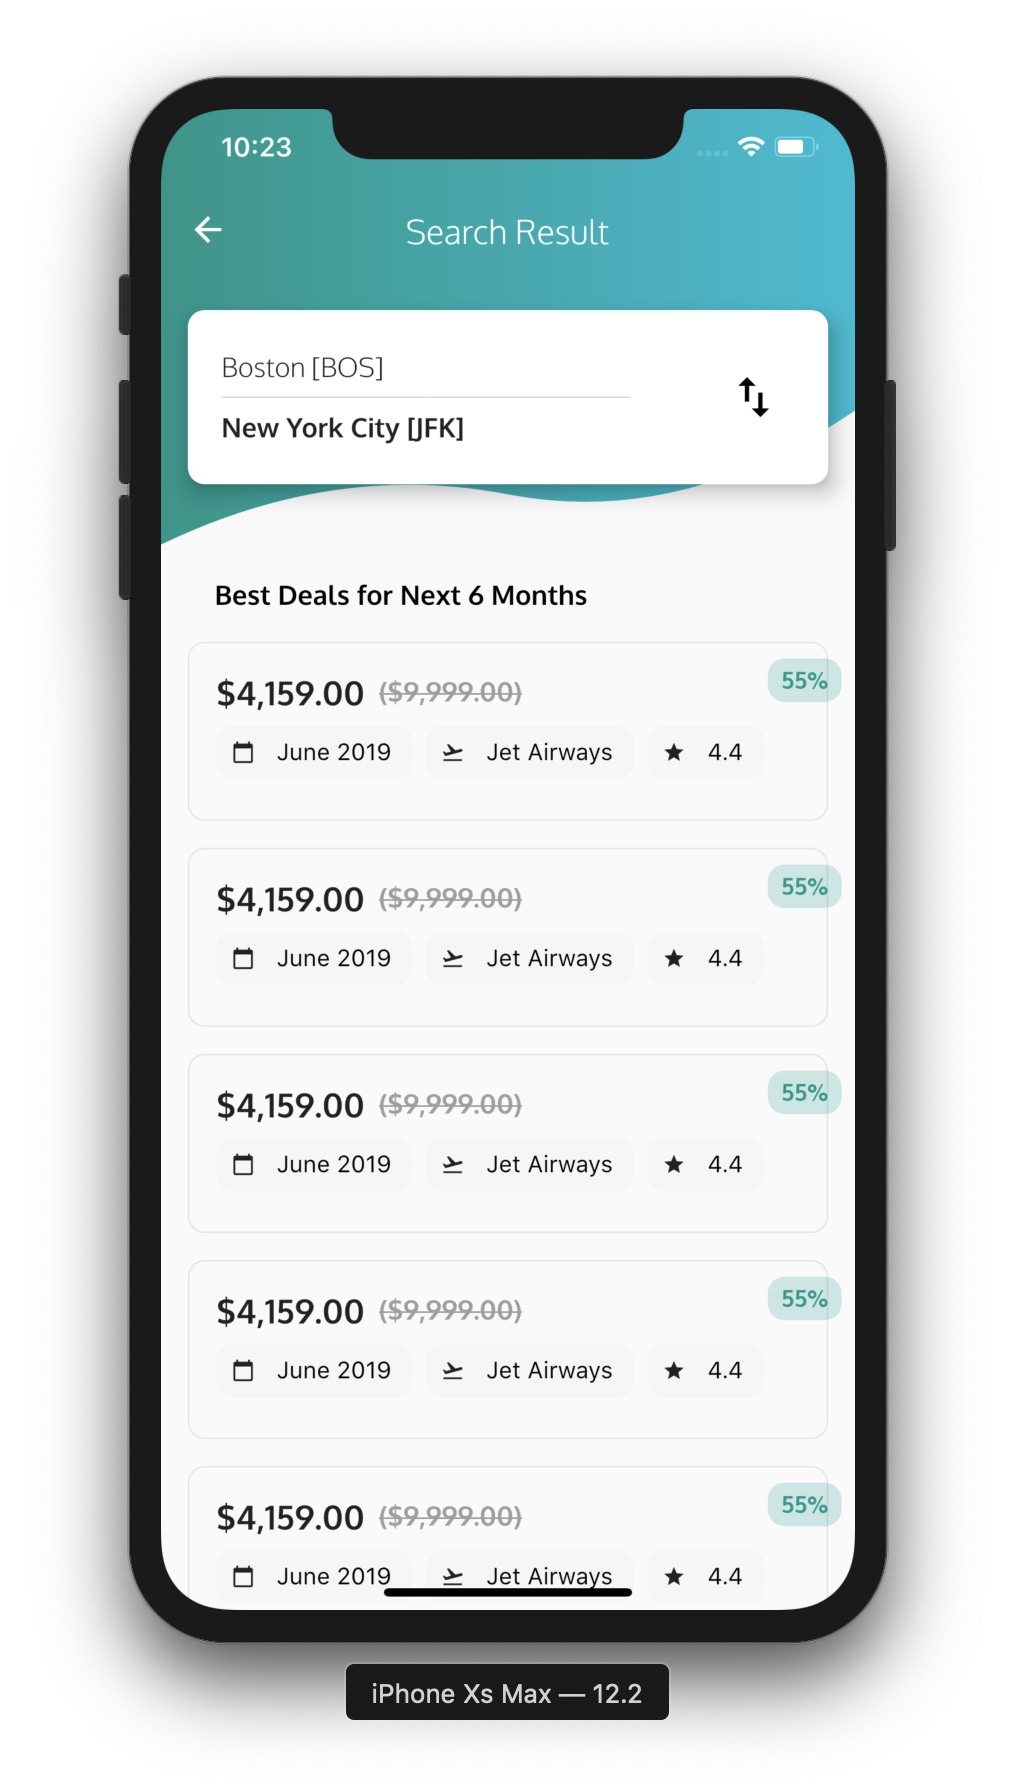 10:23
Search Result
Boston [BOS]
New York City [JFK]
Best Deals for Next 6 Months
$4,159.00 ($9,999.00) 55%
June 2019 Jet Airways 4.4
$4,159.00 ($9,999.00) 55%
June 2019 Jet Airways 4.4
$4,159.00 ($9,999.00) 55%
June 2019 Jet Airways 4.4
$4,159.00 ($9,999.00) 55%
June 2019 Jet Airways 4.4
$4,159.00 ($9,999.00) 55%
June 2019 Jet Airways 4.4
iPhone Xs Max — 12.2